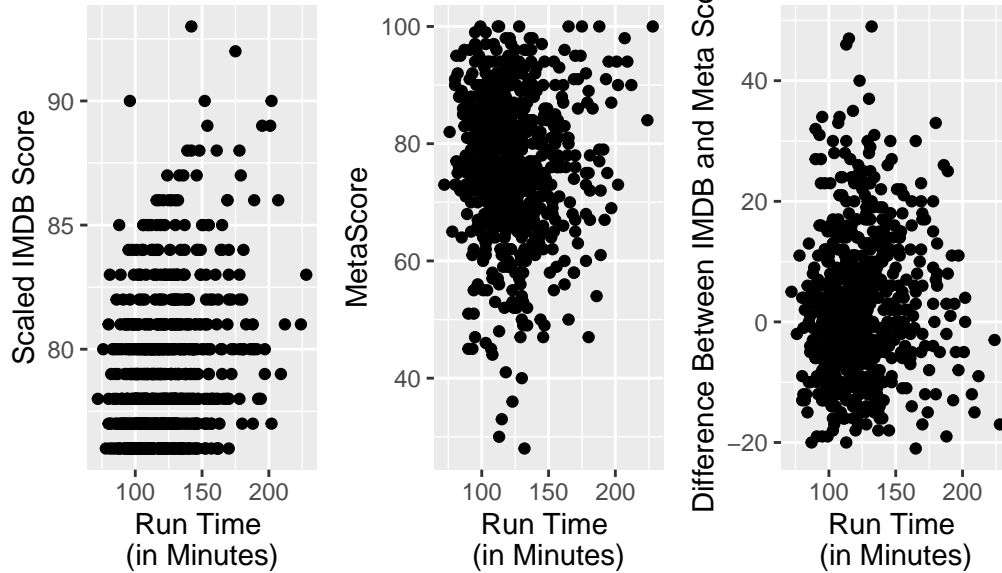 Scaled IMDB Score
90
85
80
100 150 200
Run Time
(in Minutes)
MetaScore
100
80
60
40
100 150 200
Run Time
(in Minutes)
Difference Between IMDB and Meta Sco
40
20
0
−20
100 150 200
Run Time
(in Minutes)